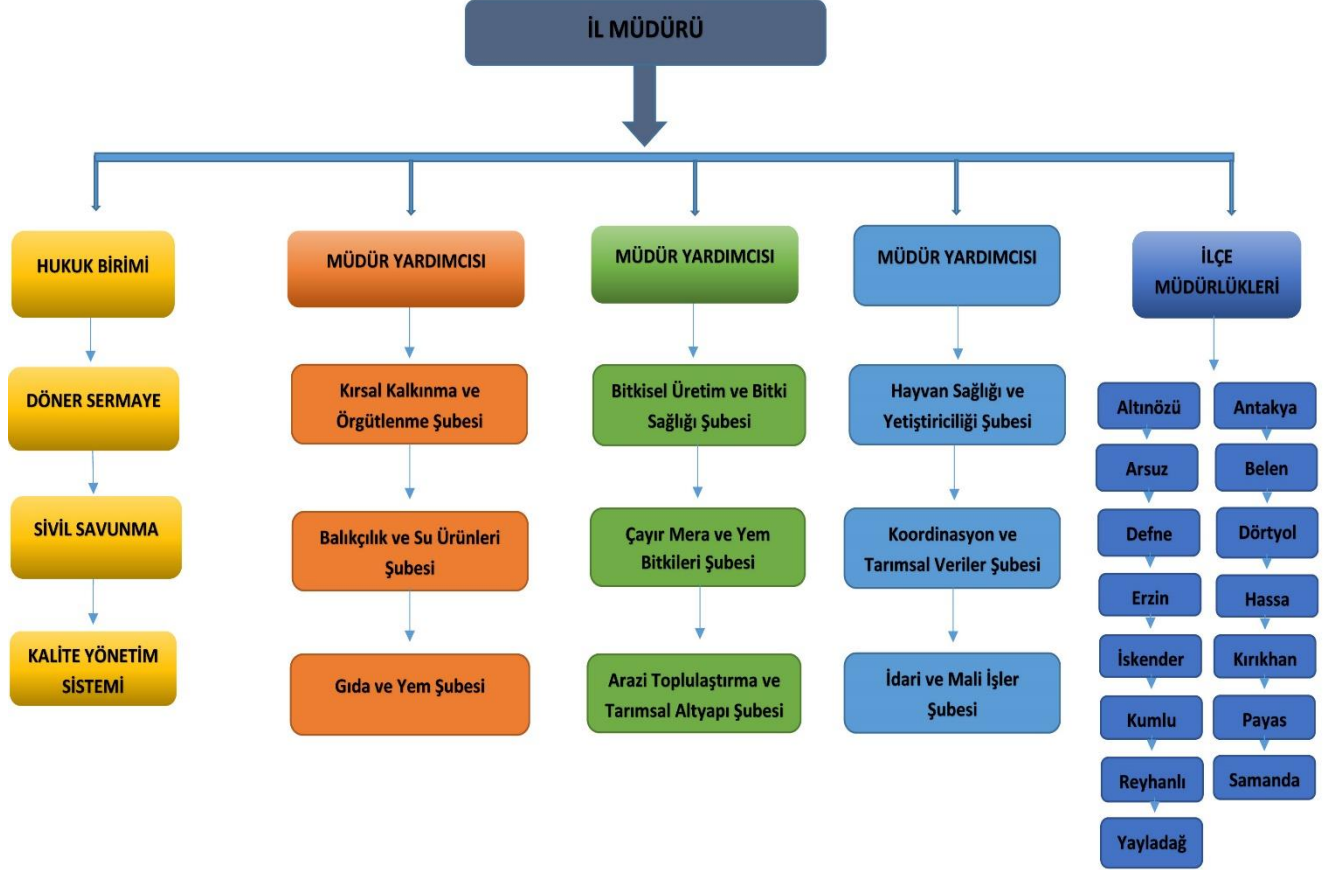 İL MÜDÜRÜ
HUKUK BİRİMİ
DÖNER SERMAYE
SİVİL SAVUNMA
KALİTE YÖNETİM
SİSTEMİ
MÜDÜR YARDIMCISI
Kırsal Kalkınma ve
Örgütlenme Şubesi
Balıkçılık ve Su Ürünleri
Şubesi
Gıda ve Yem Şubesi
MÜDÜR YARDIMCISI
Bitkisel Üretim ve Bitki
Sağlığı Şubesi
Çayır Mera ve Yem
Bitkileri Şubesi
Arazi Toplulaştırma ve
Tarımsal Altyapı Şubesi
MÜDÜR YARDIMCISI
Hayvan Sağlığı ve
Yetiştiriciliği Şubesi
Koordinasyon ve
Tarımsal Veriler Şubesi
İdari ve Mali İşler
Şubesi
İLÇE
MÜDÜRLÜKLERİ
Altınözü
Arsuz
Defne
Erzin
İskender
Kumlu
Reyhanlı
Yayladağ
Antakya
Belen
Dörtyol
Hassa
Kırıkhan
Payas
Samanda